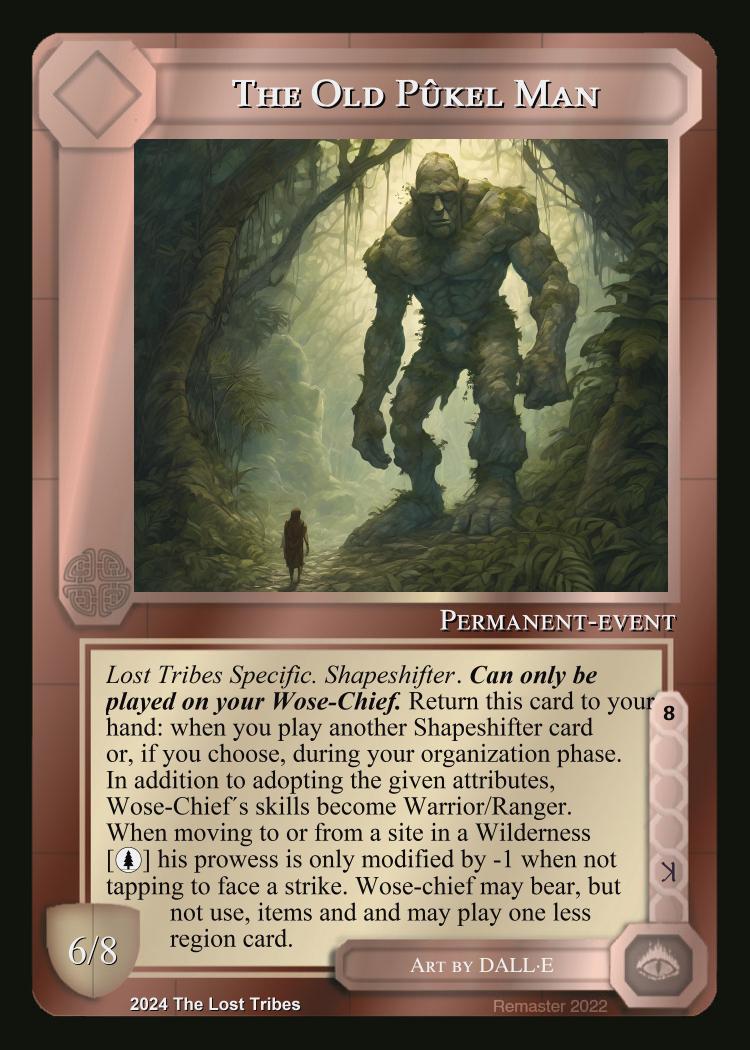 The Old Pûkel Man
Permanent-event
Lost Tribes Specific. Shapeshifter. Can only be
played on your Wose-Chief. Return this card to your
hand: when you play another Shapeshifter card
or, if you choose, during your organization phase.
In addition to adopting the given attributes,
Wose-Chief´s skills become Warrior/Ranger.
When moving to or from a site in a Wilderness
[] his prowess is only modified by -1 when not
tapping to face a strike. Wose-chief may bear, but
not use, items and and may play one less
region card.
8
6/8
Art by DALL·E
2024 The Lost Tribes
Remaster 2022